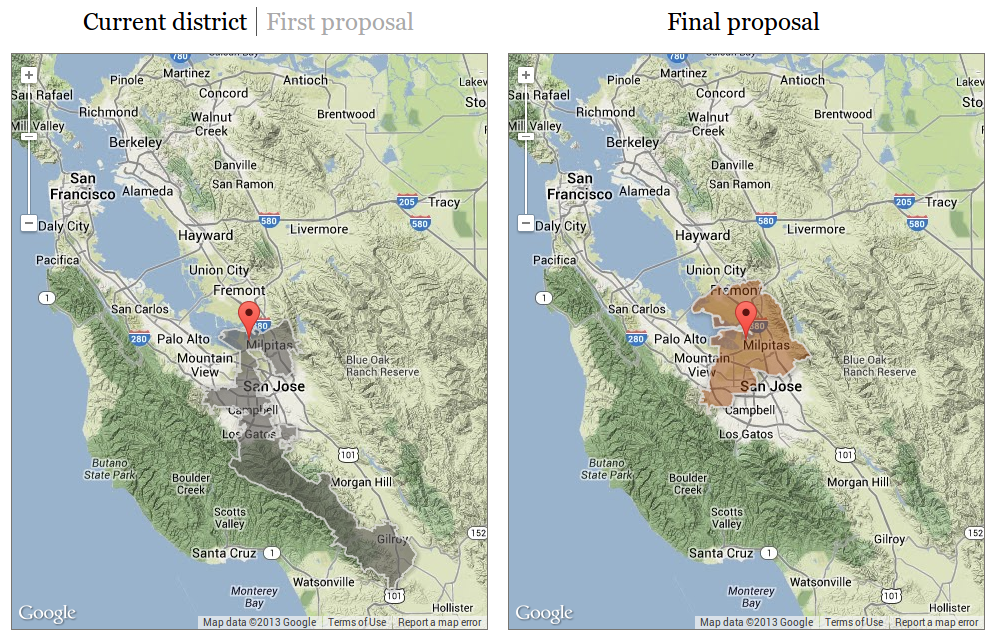 Current district | First proposal
Final proposal
780
Pinole
Martinez
Antioch
Concord
San Rafael
Richmond
Walnut
Creek
Brentwood
Mill Valley
Berkeley
Danville
San
Francisco
Alameda
San Ramon
205
Tracy
580
580
Daly City
Hayward
Livermore
Pacifica
Union City
1
Fremont
San Carlos
280
Palo Alto
Milpitas
Mountain
View
Blue Oak
Ranch Reserve
San Jose
Campbell
Los Gatos
101
Butano
State Park
Boulder
Creek
Morgan Hill
Scotts
Valley
152
Gilroy
Santa Cruz
1
Watsonville
Monterey
Bay
101
Hollister
Google
Map data ©2013 Google
Terms of Use
Report a map error
780
Pinole
Martinez
Antioch
Concord
San Rafael
Richmond
Walnut
Creek
Brentwood
Mill Valley
Berkeley
Danville
San
Francisco
Alameda
San Ramon
205
Tracy
580
580
Daly City
Hayward
Livermore
Pacifica
Union City
1
Fremont
San Carlos
280
880
Palo Alto
Milpitas
Mountain
View
Blue Oak
Ranch Reserve
San Jose
Campbell
Los Gatos
101
Butano
State Park
Boulder
Creek
Morgan Hill
Scotts
Valley
152
Gilroy
Santa Cruz
1
Watsonville
Monterey
Bay
101
Hollister
Google
Map data ©2013 Google
Terms of Use
Report a map error